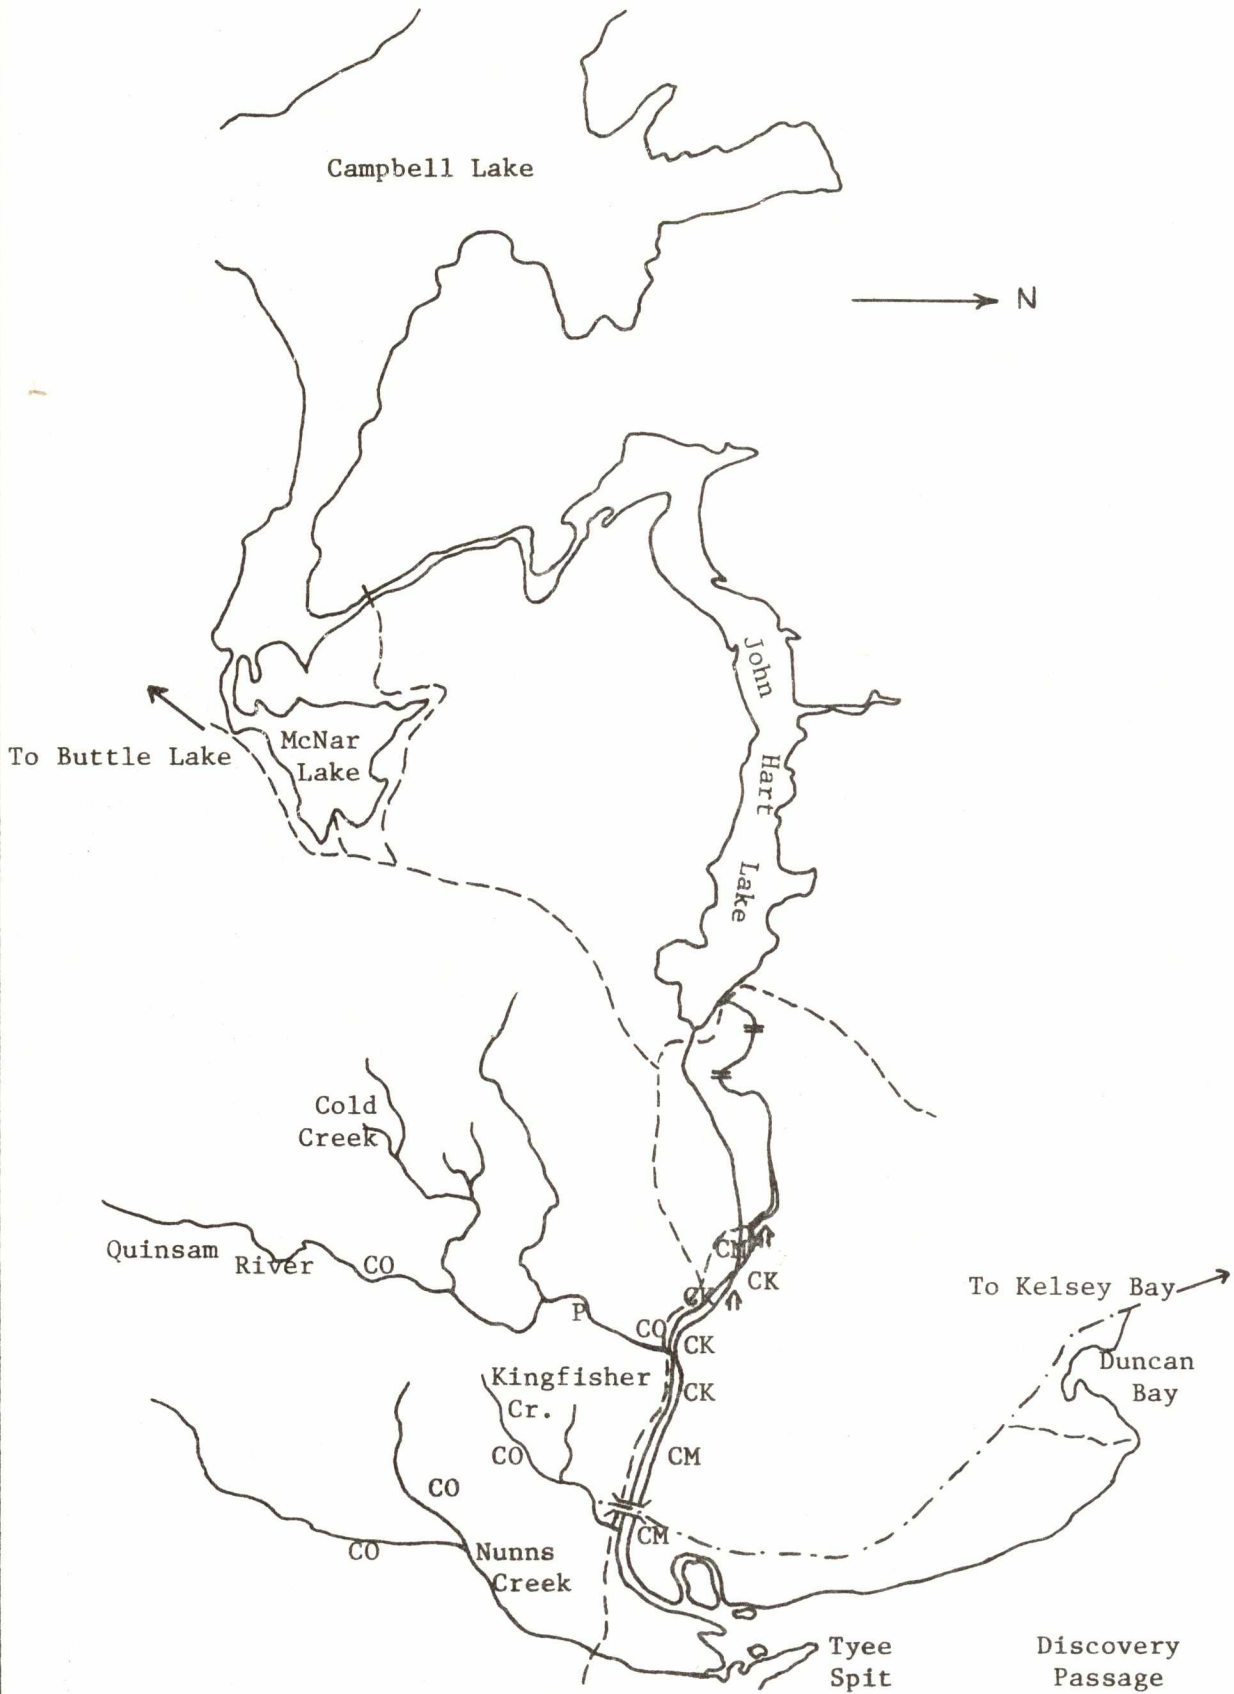 Campbell Lake
N
John
Hart
Lake
McNar
Lake
To Buttle Lake
Cold
Creek
Quinsam
River
CO
P
CM
CK
CK
CO
CK
CK
To Kelsey Bay
Duncan
Bay
Kingfisher
Cr.
CO
CM
CO
CO
CM
Nunns
Creek
Tyee
Spit
Discovery
Passage